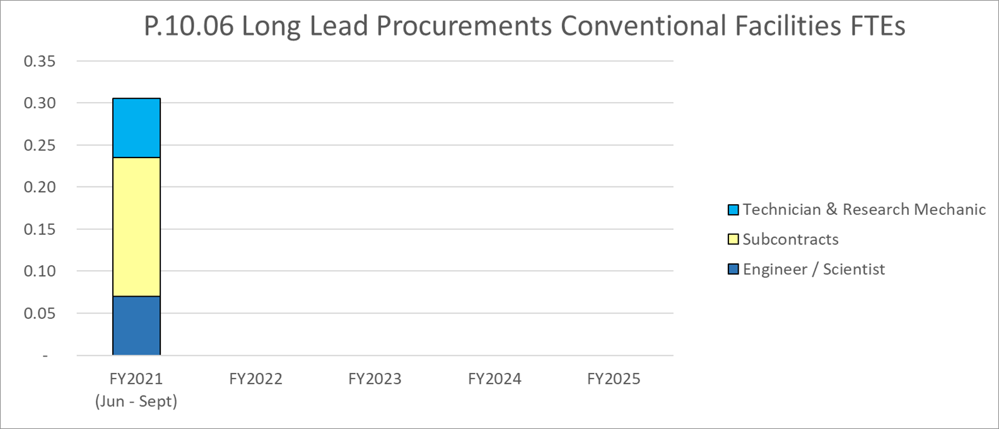 P.10.06 Long Lead Procurements Conventional Facilities FTEs
0.35
0.30
0.25
0.20
0.15
0.10
0.05
-
FY2021
(Jun - Sept)
FY2022
FY2023
FY2024
FY2025
Technician & Research Mechanic
Subcontracts
Engineer / Scientist